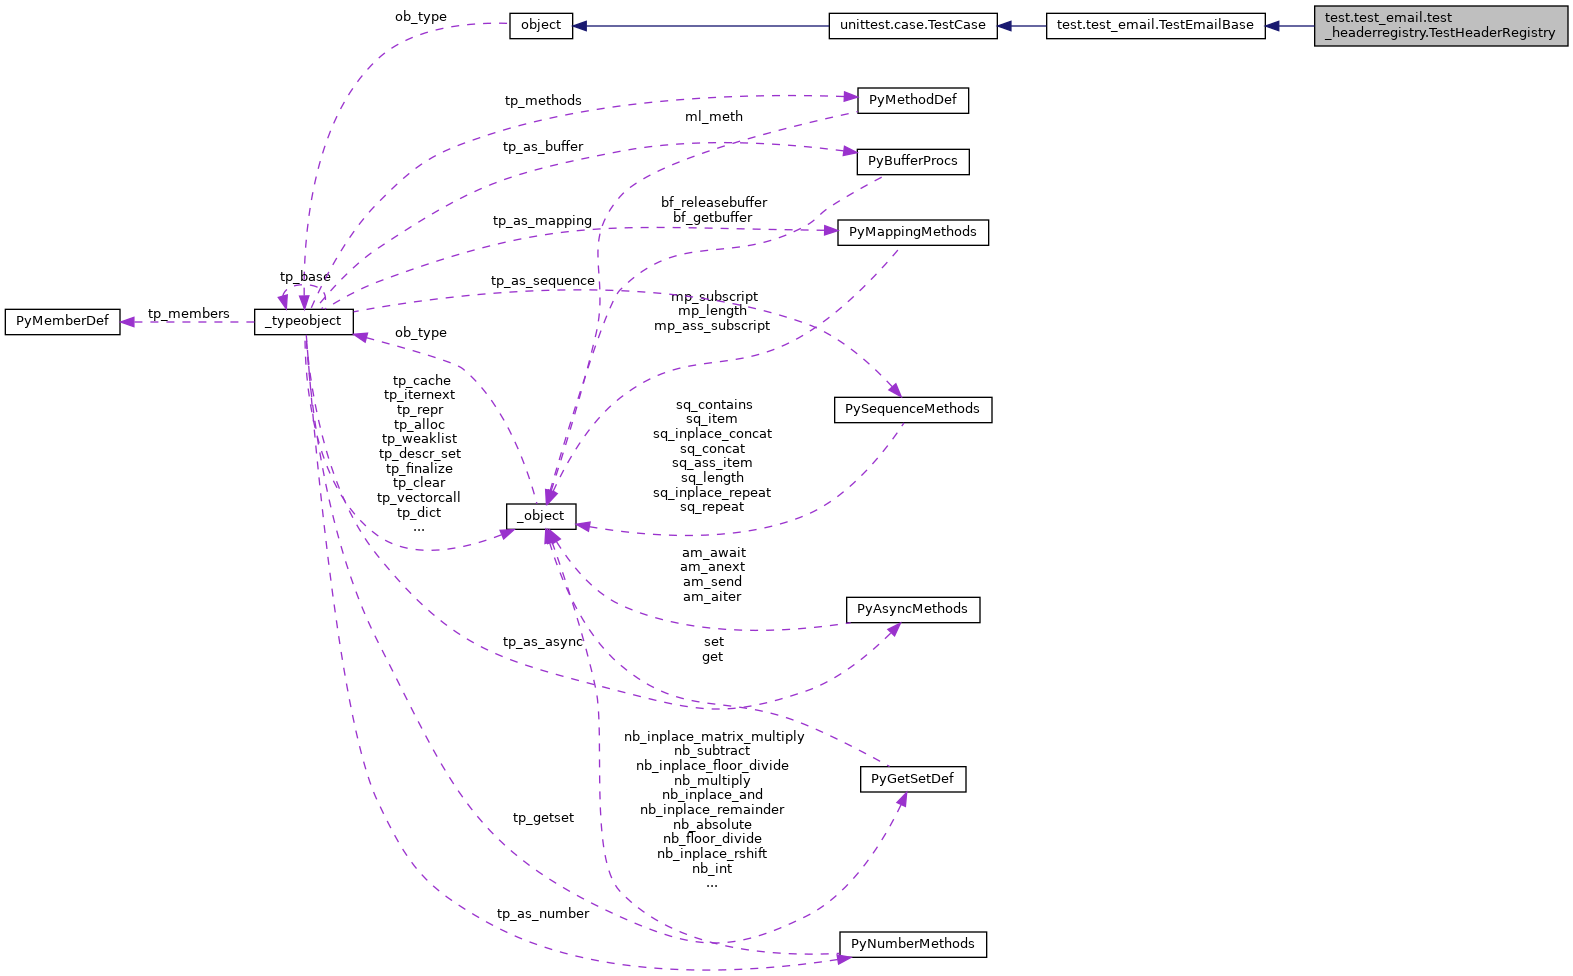 ob_type
object
unittest.case.TestCase
test.test_email.TestEmailBase
test.test_email.test
_headerregistry.TestHeaderRegistry
tp_methods
PyMethodDef
ml_meth
tp_as_buffer
PyBufferProcs
bf_releasebuffer
bf_getbuffer
tp_as_mapping
PyMappingMethods
tp_base
tp_as_sequence
mp_subscript
mp_length
mp_ass_subscript
PyMemberDef
tp_members
_typeobject
ob_type
tp_cache
tp_iternext
tp_repr
tp_alloc
tp_weaklist
tp_descr_set
tp_finalize
tp_clear
tp_vectorcall
tp_dict
...
sq_contains
sq_item
sq_inplace_concat
sq_concat
sq_ass_item
sq_length
sq_inplace_repeat
sq_repeat
PySequenceMethods
_object
am_await
am_anext
am_send
am_aiter
PyAsyncMethods
tp_as_async
set
get
nb_inplace_matrix_multiply
nb_subtract
nb_inplace_floor_divide
nb_multiply
nb_inplace_and
nb_inplace_remainder
nb_absolute
nb_floor_divide
nb_inplace_rshift
nb_int
...
PyGetSetDef
tp_getset
tp_as_number
PyNumberMethods